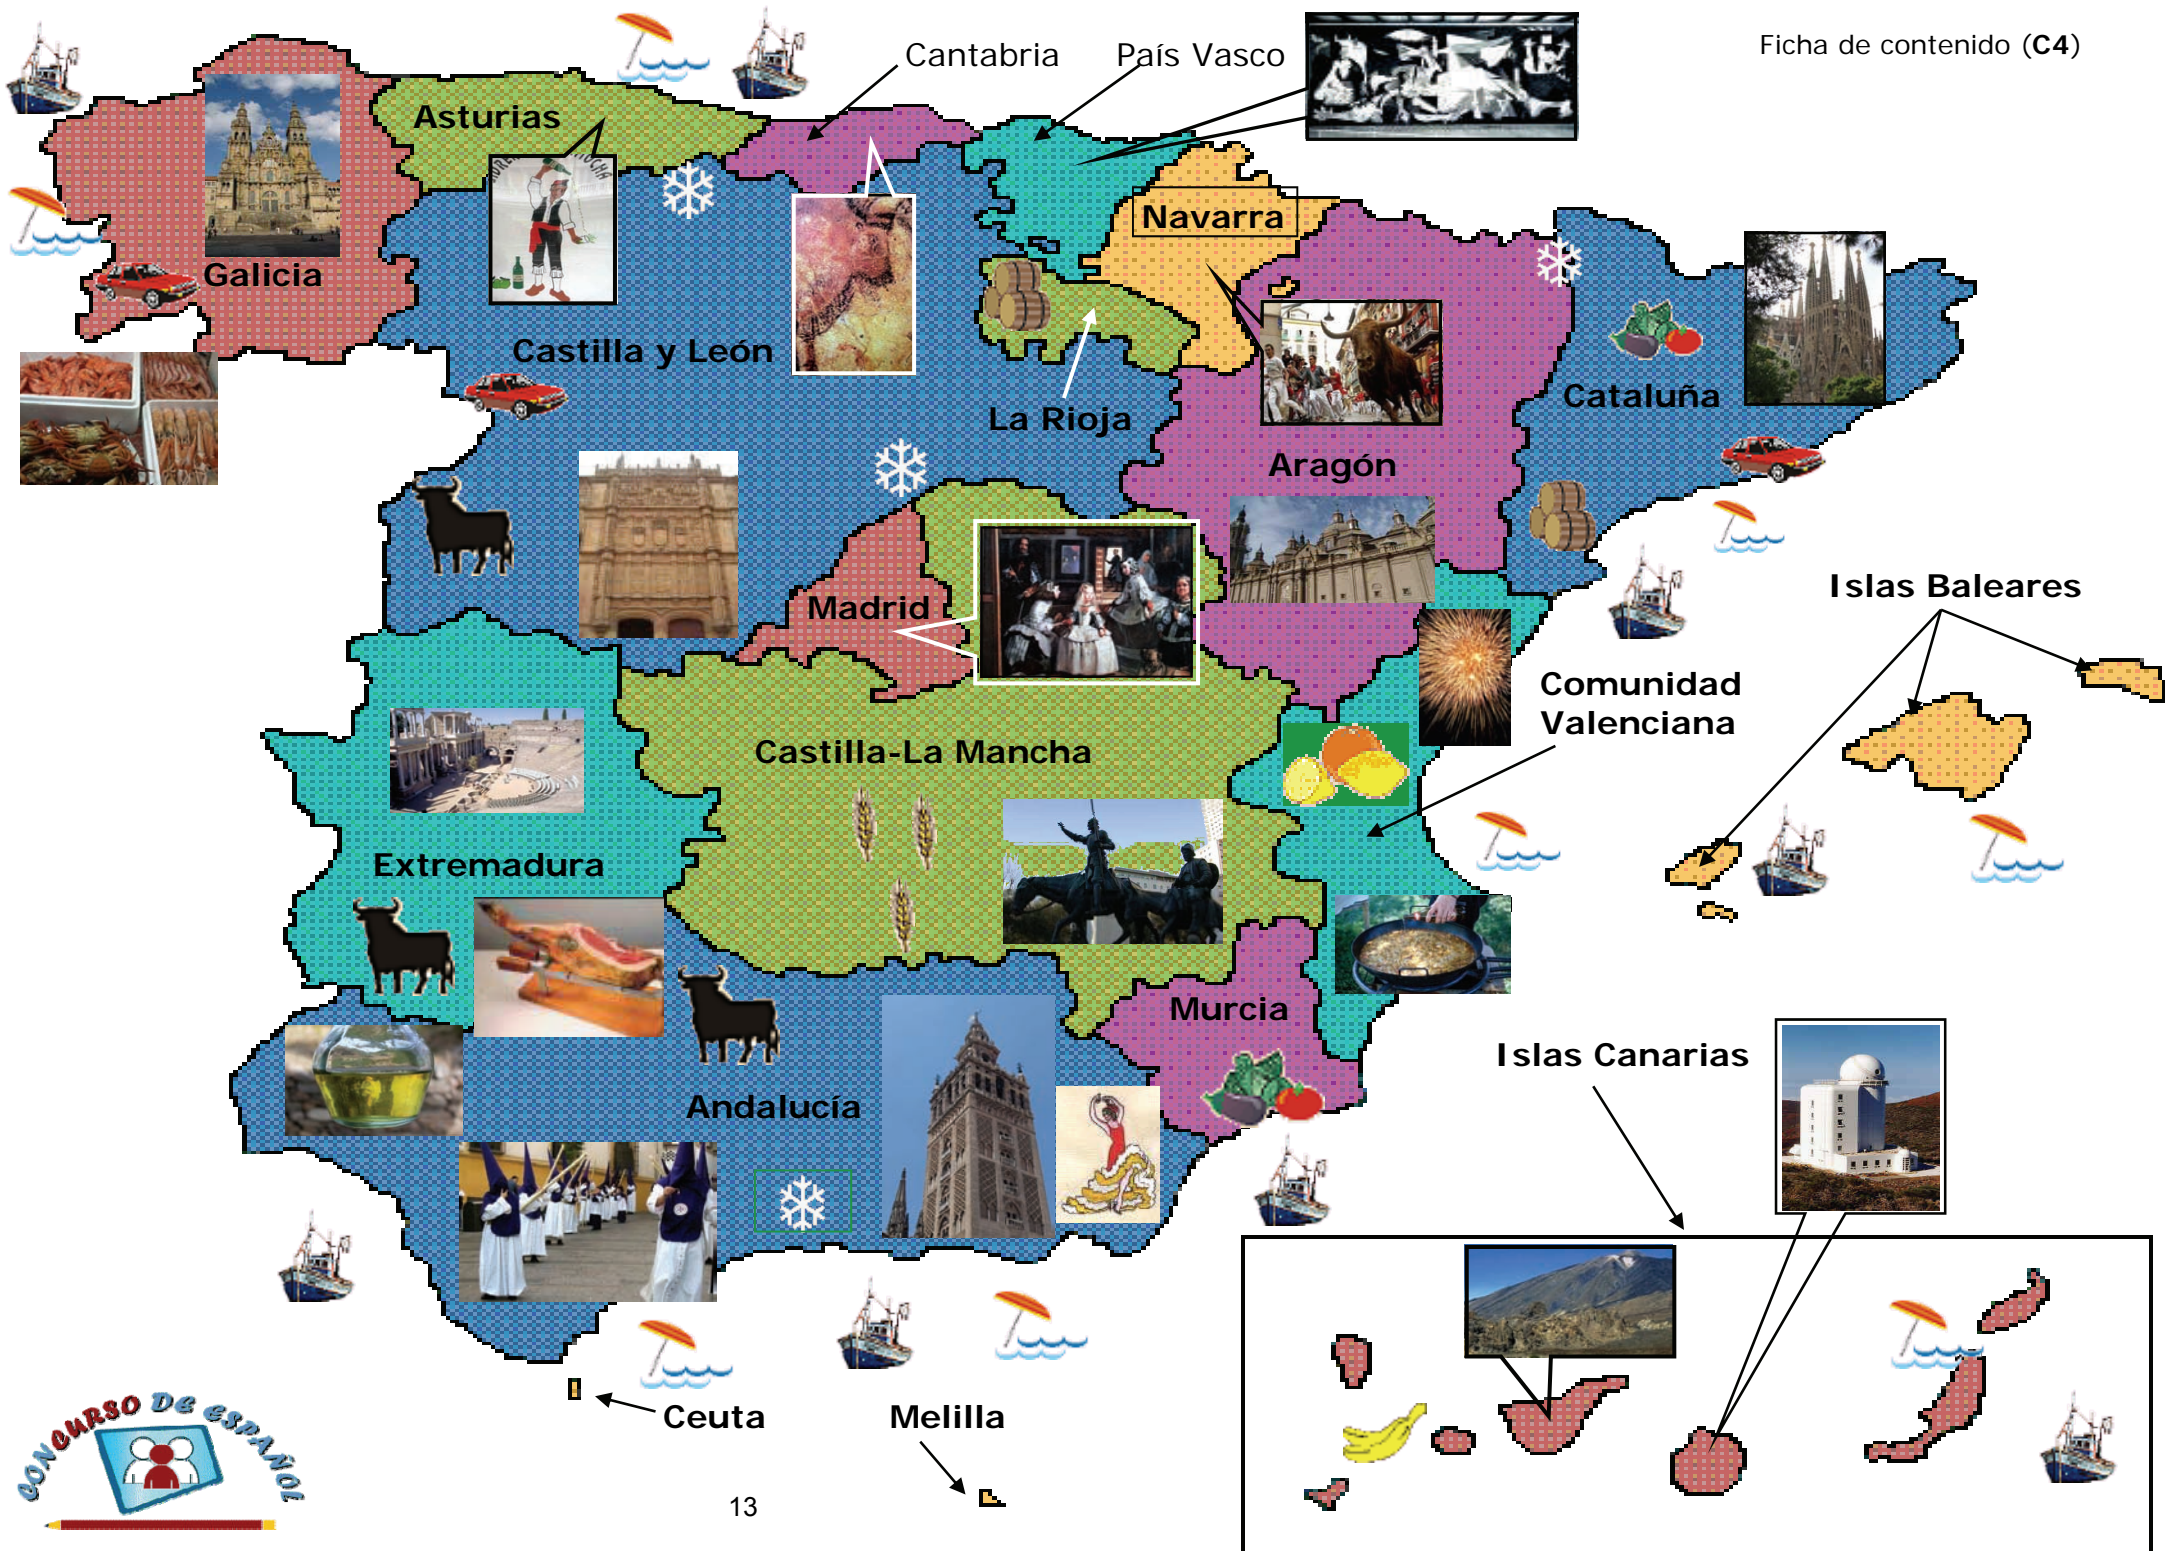 Ficha de contenido (C4)
Cantabria
País Vasco
Asturias
Navarra
Galicia
Castilla y León
La Rioja
Cataluña
Aragón
Madrid
Islas Baleares
Comunidad
Valenciana
Castilla-La Mancha
Extremadura
Murcia
Islas Canarias
Andalucía
Ceuta
Melilla
CONCURSO DE ESPAÑOL
13